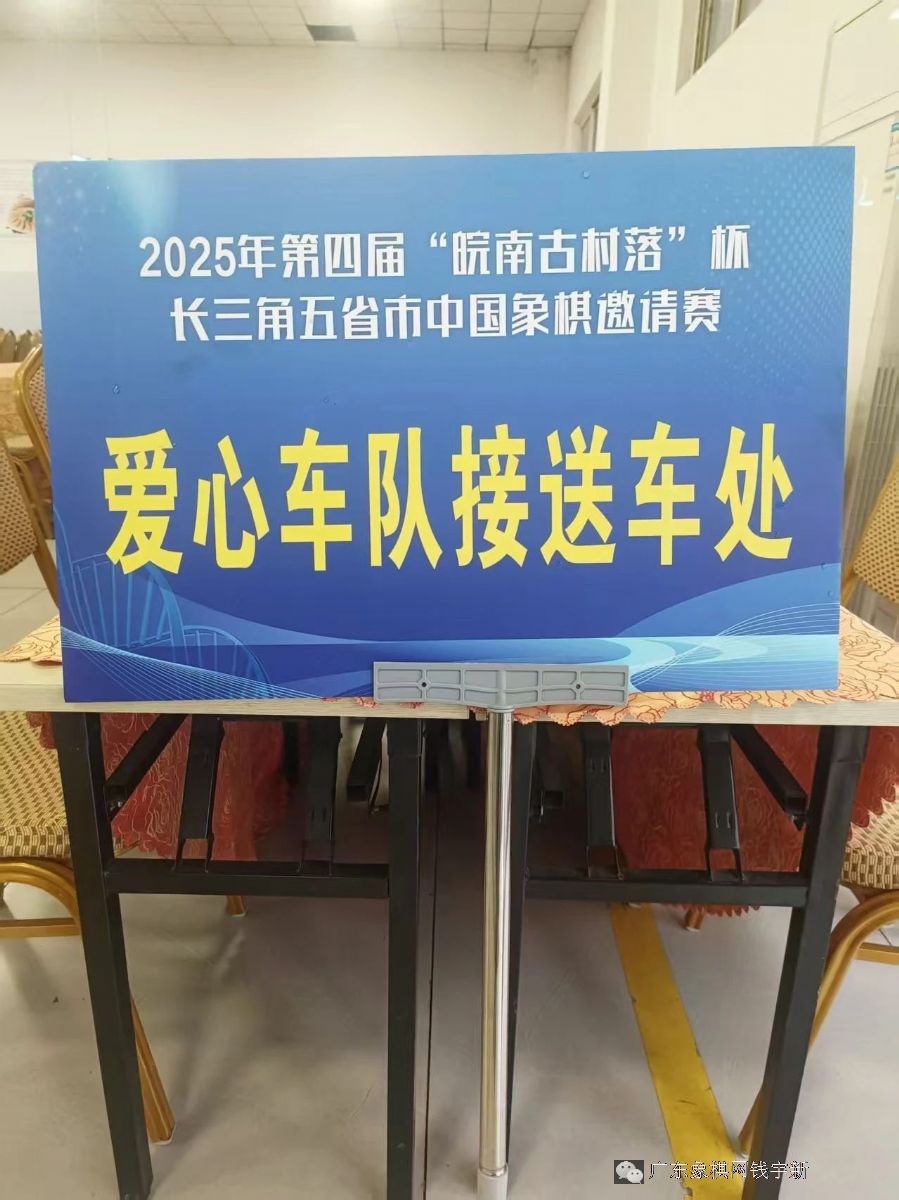 2025年第四届“皖南古村落”杯
长三角五省市中国象棋邀请赛
爱心车队接送车处
广东象棋网钱宇新